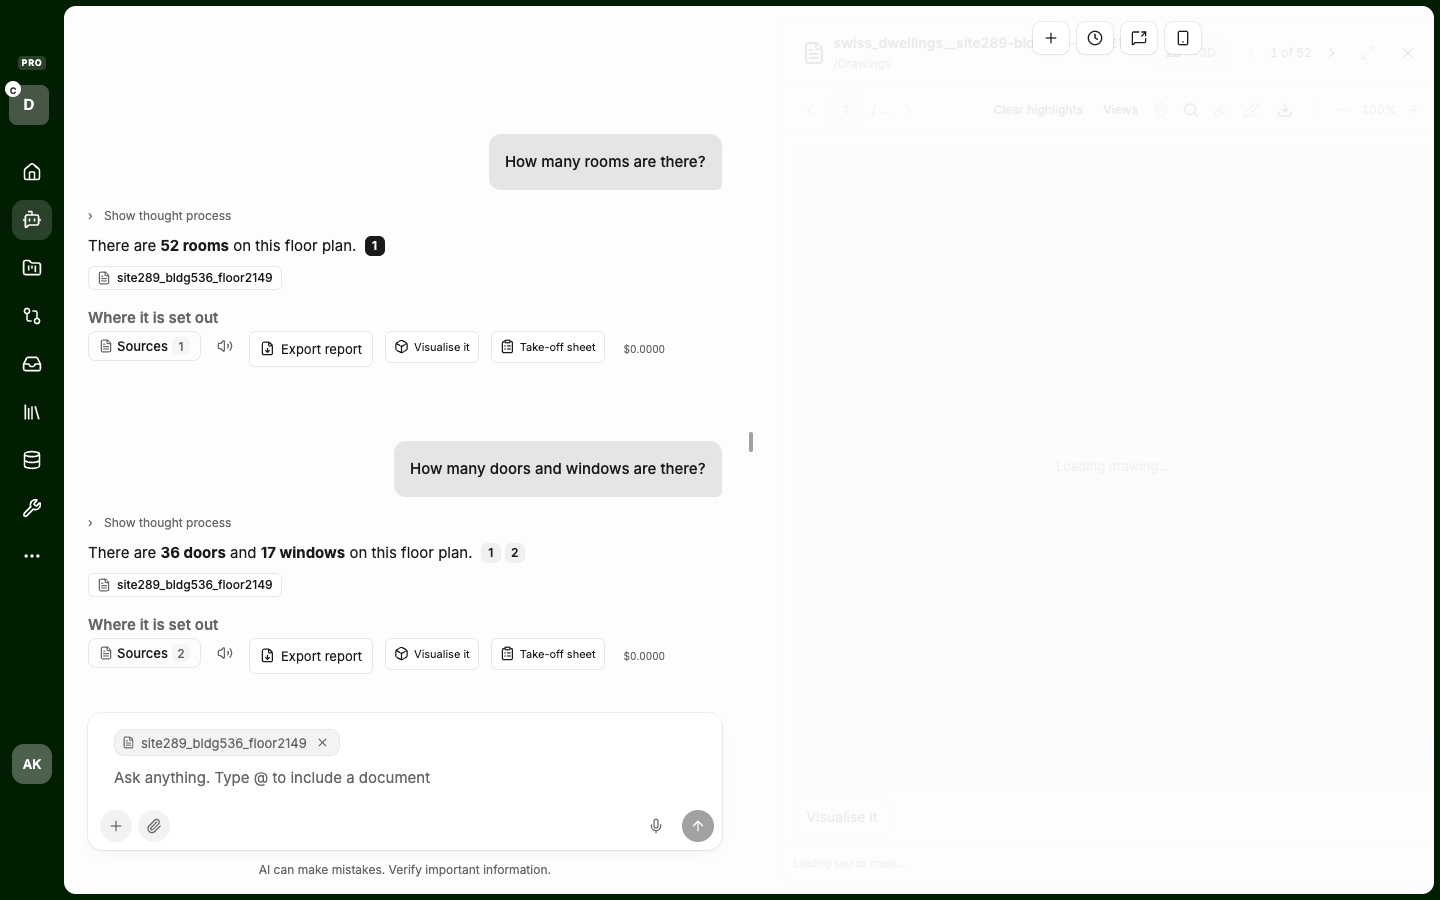 PRO
C
D
AK
How many rooms are there?
Show thought process
There are 52 rooms on this floor plan. 1
site289_bldg536_floor2149
Where it is set out
Sources 1
Export report
Visualise it
Take-off sheet
$0.0000
How many doors and windows are there?
Show thought process
There are 36 doors and 17 windows on this floor plan. 1 2
site289_bldg536_floor2149
Where it is set out
Sources 2
Export report
Visualise it
Take-off sheet
$0.0000
site289_bldg536_floor2149
Ask anything. Type @ to include a document
AI can make mistakes. Verify important information.
swiss_dwellings__site289-bld
/Drawings
3D
1 of 52
1 / ...
Clear highlights
Views
100%
Loading drawing...
Visualise it
Loading source credit...